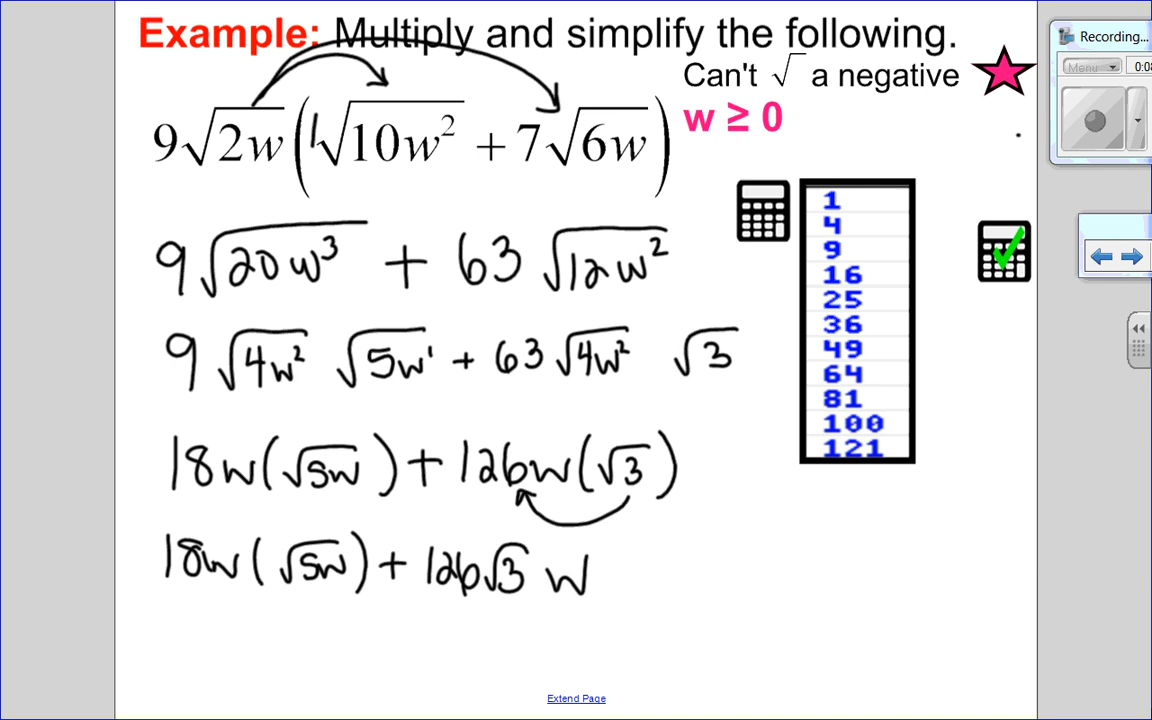 Example: Multiply and simplify the following.
Can't √ a negative
w ≥ 0
9√2w(1√10w² + 7√6w)
9√20w³ + 63√12w²
9√4w² √5w¹ + 63√4w² √3
18w(√5w) + 126w(√3)
18w(√5w) + 126√3 w
1
4
9
16
25
36
49
64
81
100
121
Recording...
Menu
0:08
Extend Page